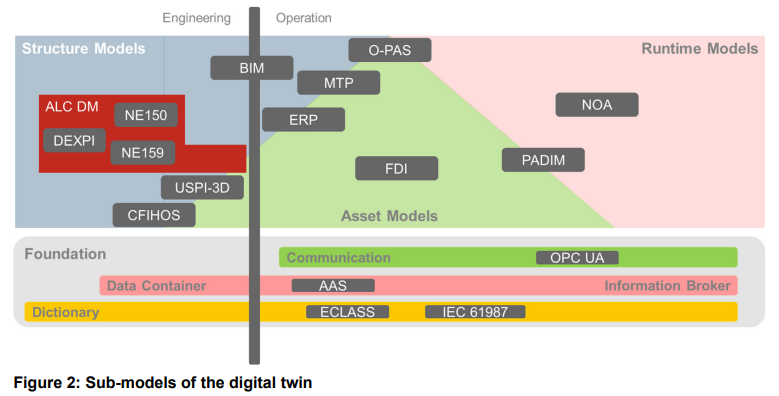 Engineering
Operation
Structure Models
O-PAS
Runtime Models
BIM
MTP
ALC DM
NE150
NOA
ERP
DEXPI
NE159
PADIM
FDI
USPI-3D
CFIHOS
Asset Models
Foundation
Communication
OPC UA
Data Container
AAS
Information Broker
Dictionary
ECLASS
IEC 61987
Figure 2: Sub-models of the digital twin